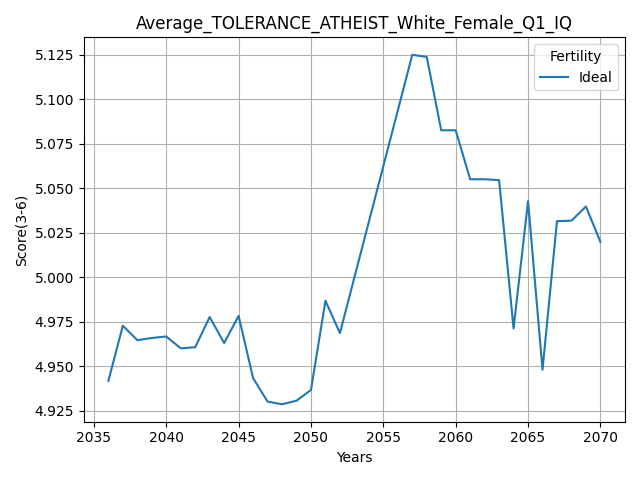 Average_TOLERANCE_ATHEIST_White_Female_Q1_IQ
Fertility
Ideal
Score(3-6)
5.125
5.100
5.075
5.050
5.025
5.000
4.975
4.950
4.925
2035 2040 2045 2050 2055 2060 2065 2070
Years